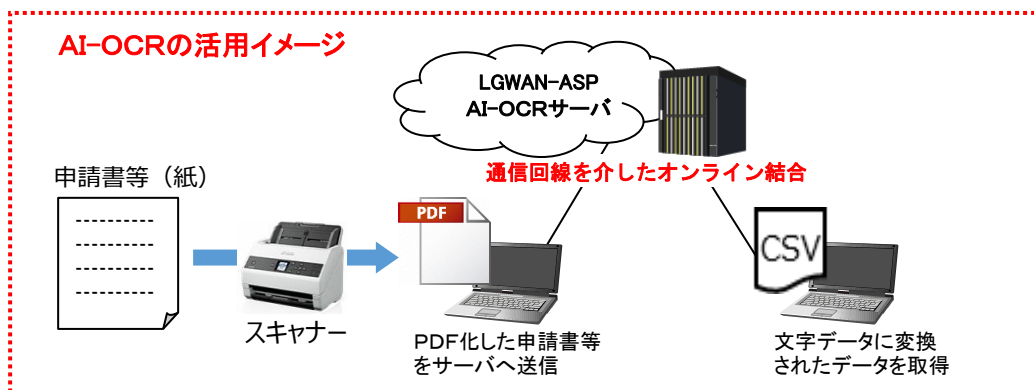 AI-OCRの活用イメージ
LGWAN-ASP
AI-OCRサーバ
通信回線を介したオンライン結合
申請書等（紙）
PDF
CSV
スキャナー
PDF化した申請書等
をサーバへ送信
文字データに変換
されたデータを取得